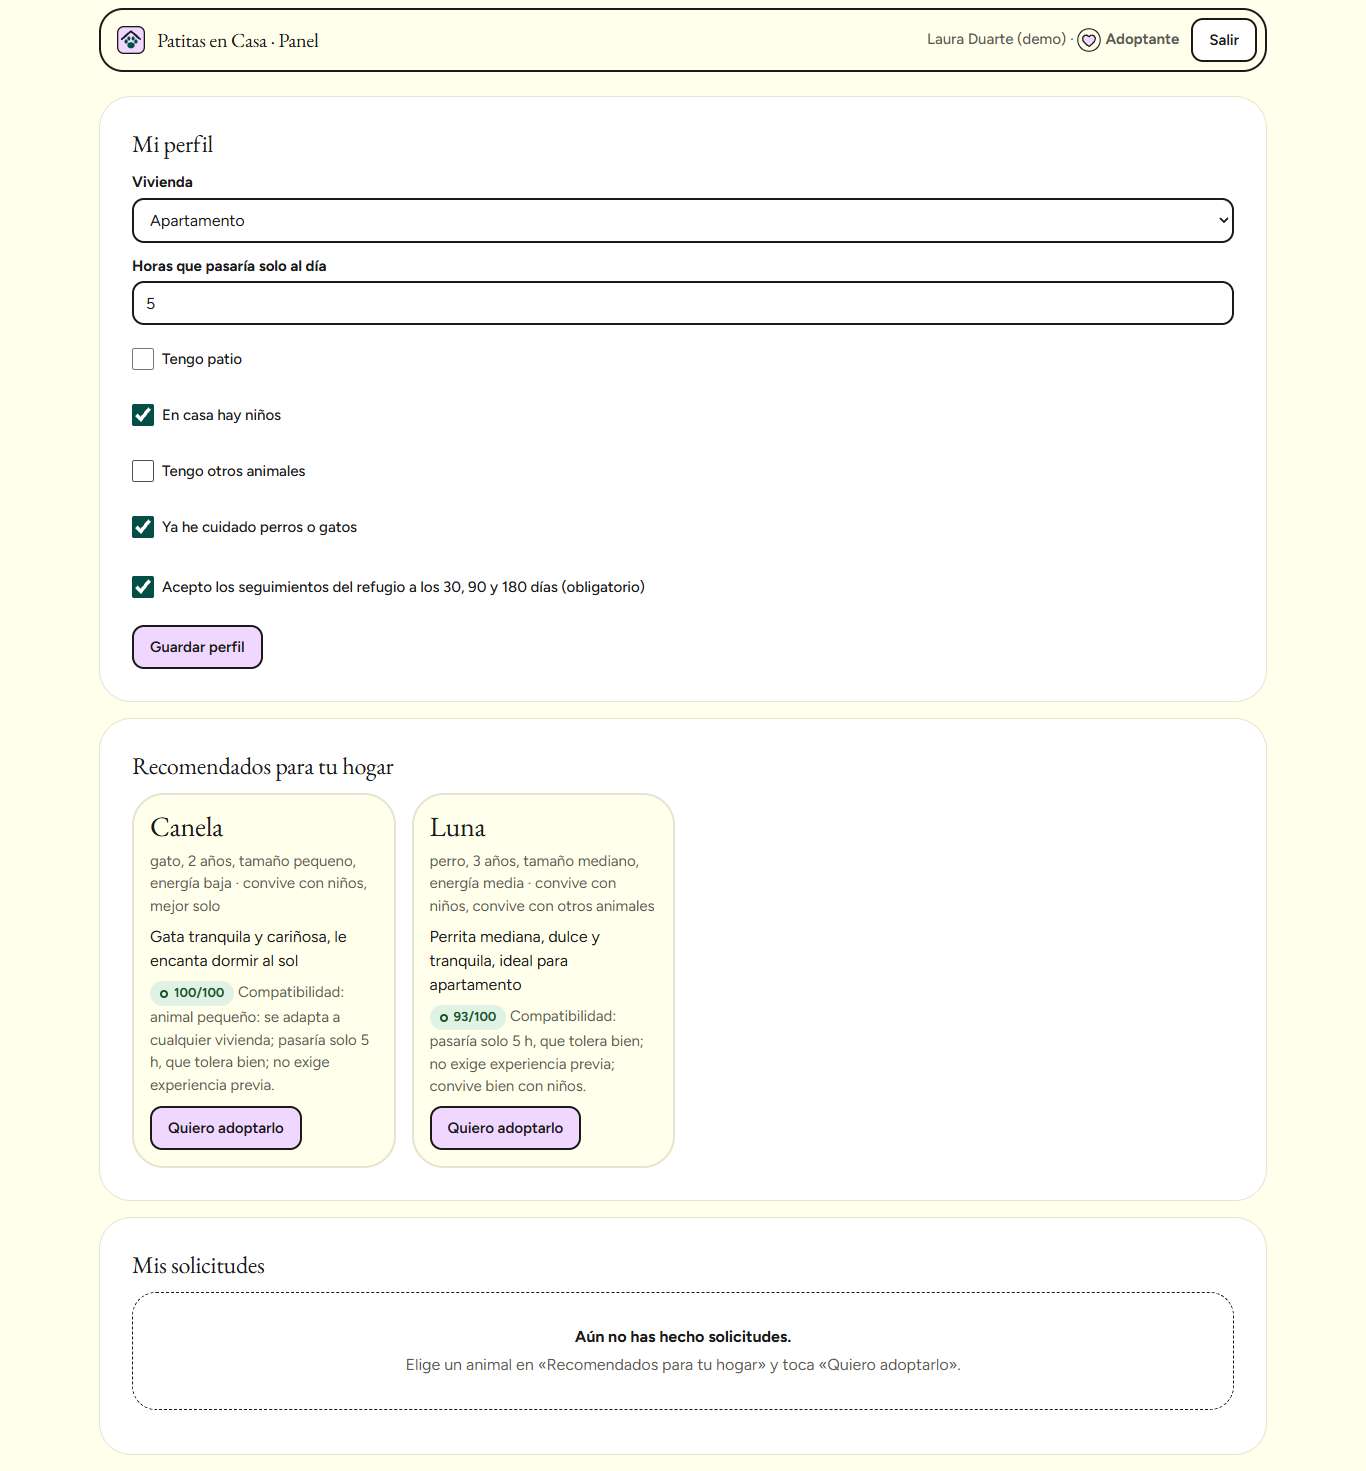 Patitas en Casa · Panel
Laura Duarte (demo) · Adoptante
Salir
Mi perfil
Vivienda
Apartamento
Horas que pasaría solo al día
5
Tengo patio
En casa hay niños
Tengo otros animales
Ya he cuidado perros o gatos
Acepto los seguimientos del refugio a los 30, 90 y 180 días (obligatorio)
Guardar perfil
Recomendados para tu hogar
Canela
gato, 2 años, tamaño pequeno,
energía baja · convive con niños,
mejor solo
Gata tranquila y cariñosa, le
encanta dormir al sol
100/100 Compatibilidad:
animal pequeño: se adapta a
cualquier vivienda; pasaría solo 5
h, que tolera bien; no exige
experiencia previa.
Quiero adoptarlo
Luna
perro, 3 años, tamaño mediano,
energía media · convive con
niños, convive con otros animales
Perrita mediana, dulce y
tranquila, ideal para
apartamento
93/100 Compatibilidad:
pasaría solo 5 h, que tolera bien;
no exige experiencia previa;
convive bien con niños.
Quiero adoptarlo
Mis solicitudes
Aún no has hecho solicitudes.
Elige un animal en «Recomendados para tu hogar» y toca «Quiero adoptarlo».